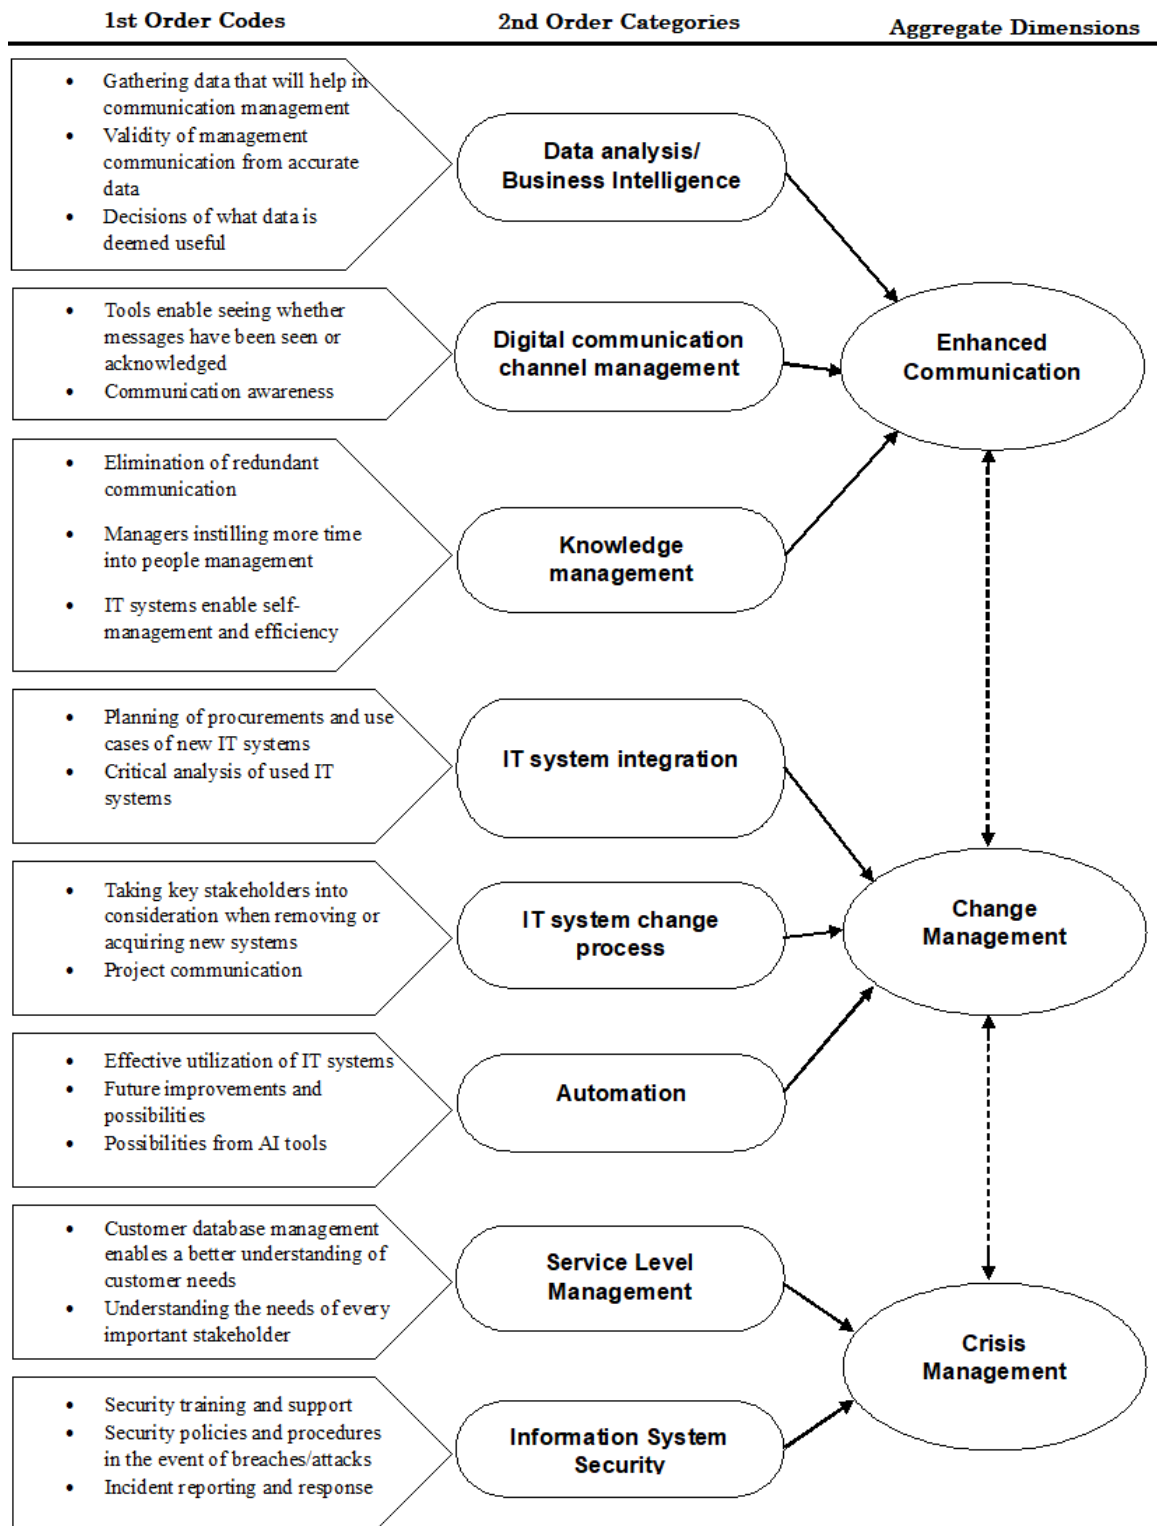 1st Order Codes
2nd Order Categories
Aggregate Dimensions
• Gathering data that will help in
communication management
• Validity of management
communication from accurate
data
• Decisions of what data is
deemed useful
Data analysis/
Business Intelligence
• Tools enable seeing whether
messages have been seen or
acknowledged
• Communication awareness
Digital communication
channel management
Enhanced
Communication
• Elimination of redundant
communication
• Managers instilling more time
into people management
• IT systems enable self-
management and efficiency
Knowledge
management
• Planning of procurements and use
cases of new IT systems
• Critical analysis of used IT
systems
IT system integration
• Taking key stakeholders into
consideration when removing or
acquiring new systems
• Project communication
IT system change
process
Change
Management
• Effective utilization of IT systems
• Future improvements and
possibilities
• Possibilities from AI tools
Automation
• Customer database management
enables a better understanding of
customer needs
• Understanding the needs of every
important stakeholder
Service Level
Management
Crisis
Management
• Security training and support
• Security policies and procedures
in the event of breaches/attacks
• Incident reporting and response
Information System
Security